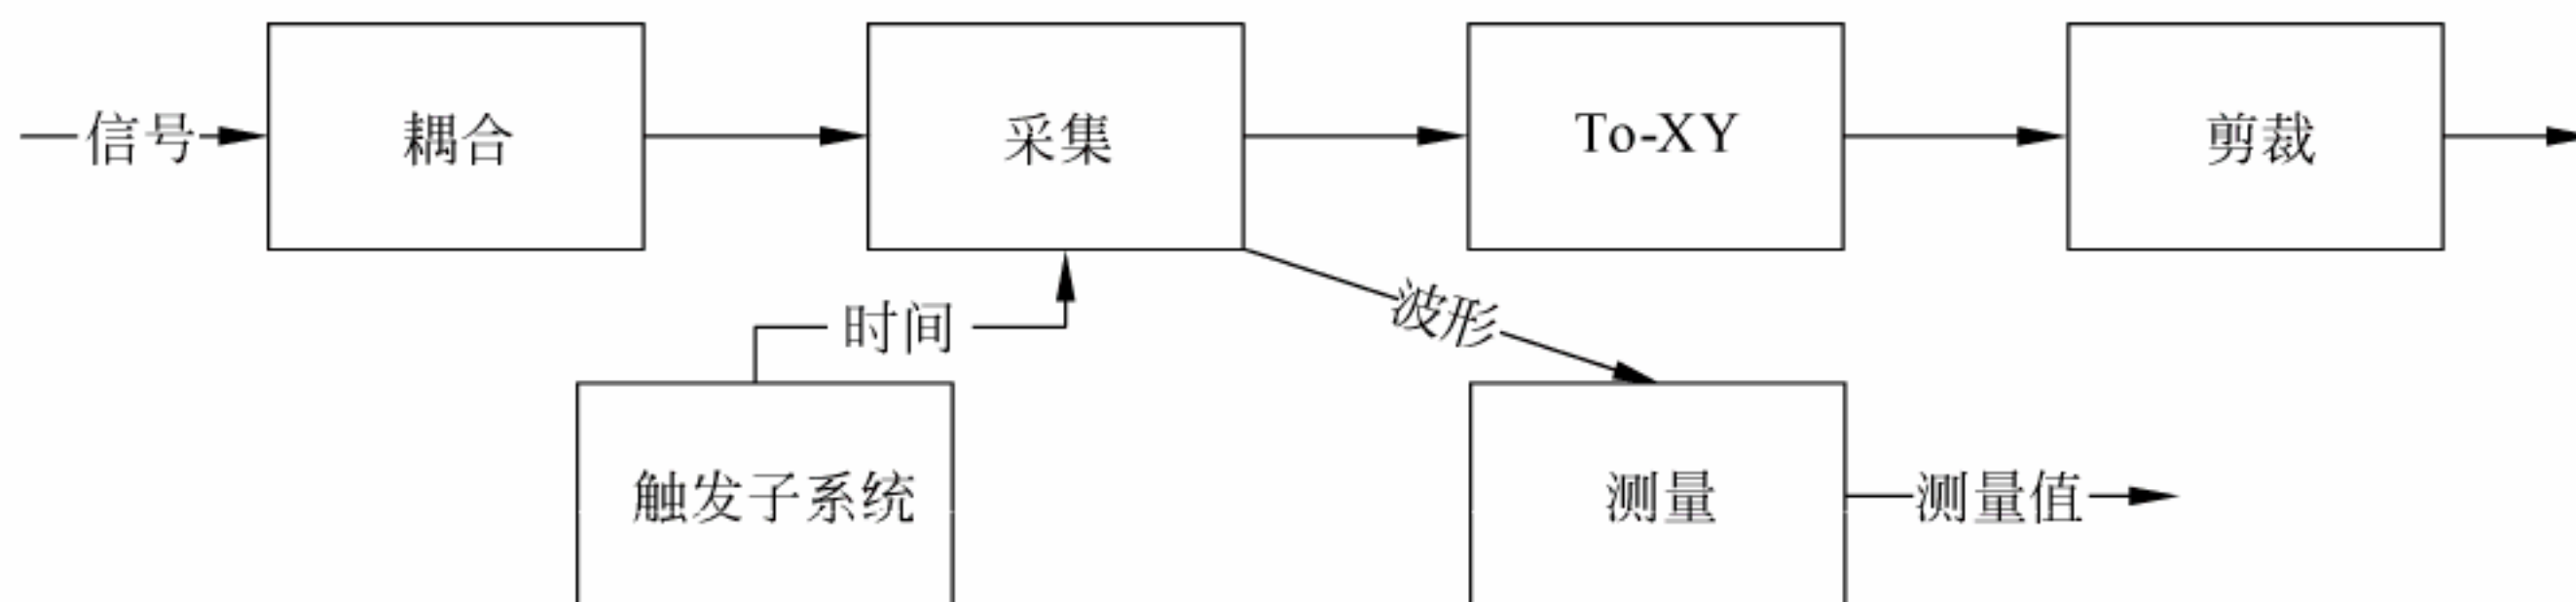 信号
耦合
采集
To-XY
剪裁
时间
波形
触发子系统
测量
测量值